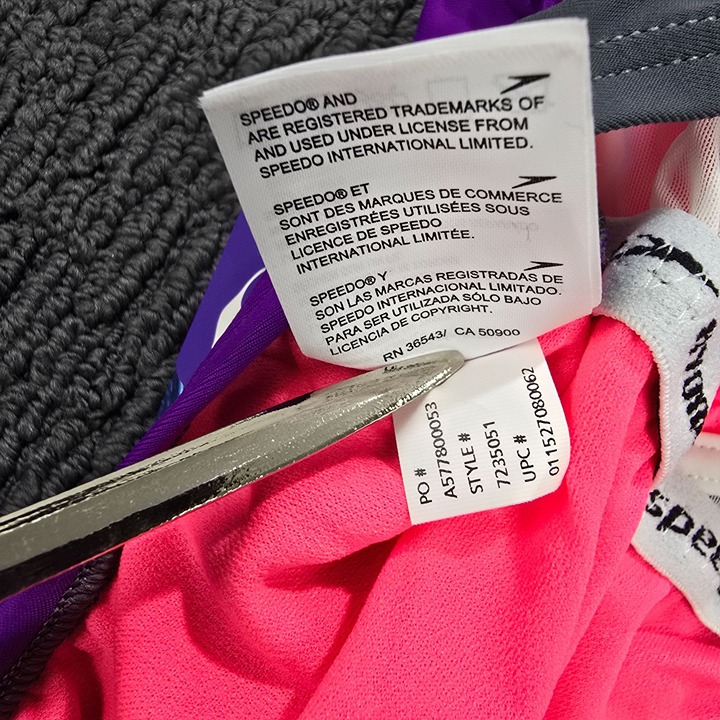 SPEEDO® AND
ARE REGISTERED TRADEMARKS OF
AND USED UNDER LICENSE FROM
SPEEDO INTERNATIONAL LIMITED.
SPEEDO® ET
SONT DES MARQUES DE COMMERCE
ENREGISTRÉES UTILISÉES SOUS
LICENCE DE SPEEDO
INTERNATIONAL LIMITÉE.
SPEEDO® Y
SON LAS MARCAS REGISTRADAS DE
SPEEDO INTERNACIONAL LIMITADO.
PARA SER UTILIZADA SÓLO BAJO
LICENCIA DE COPYRIGHT.
RN 36543/ CA 50900
PO #
A577800053
STYLE #
7235051
UPC #
911527080062
speed